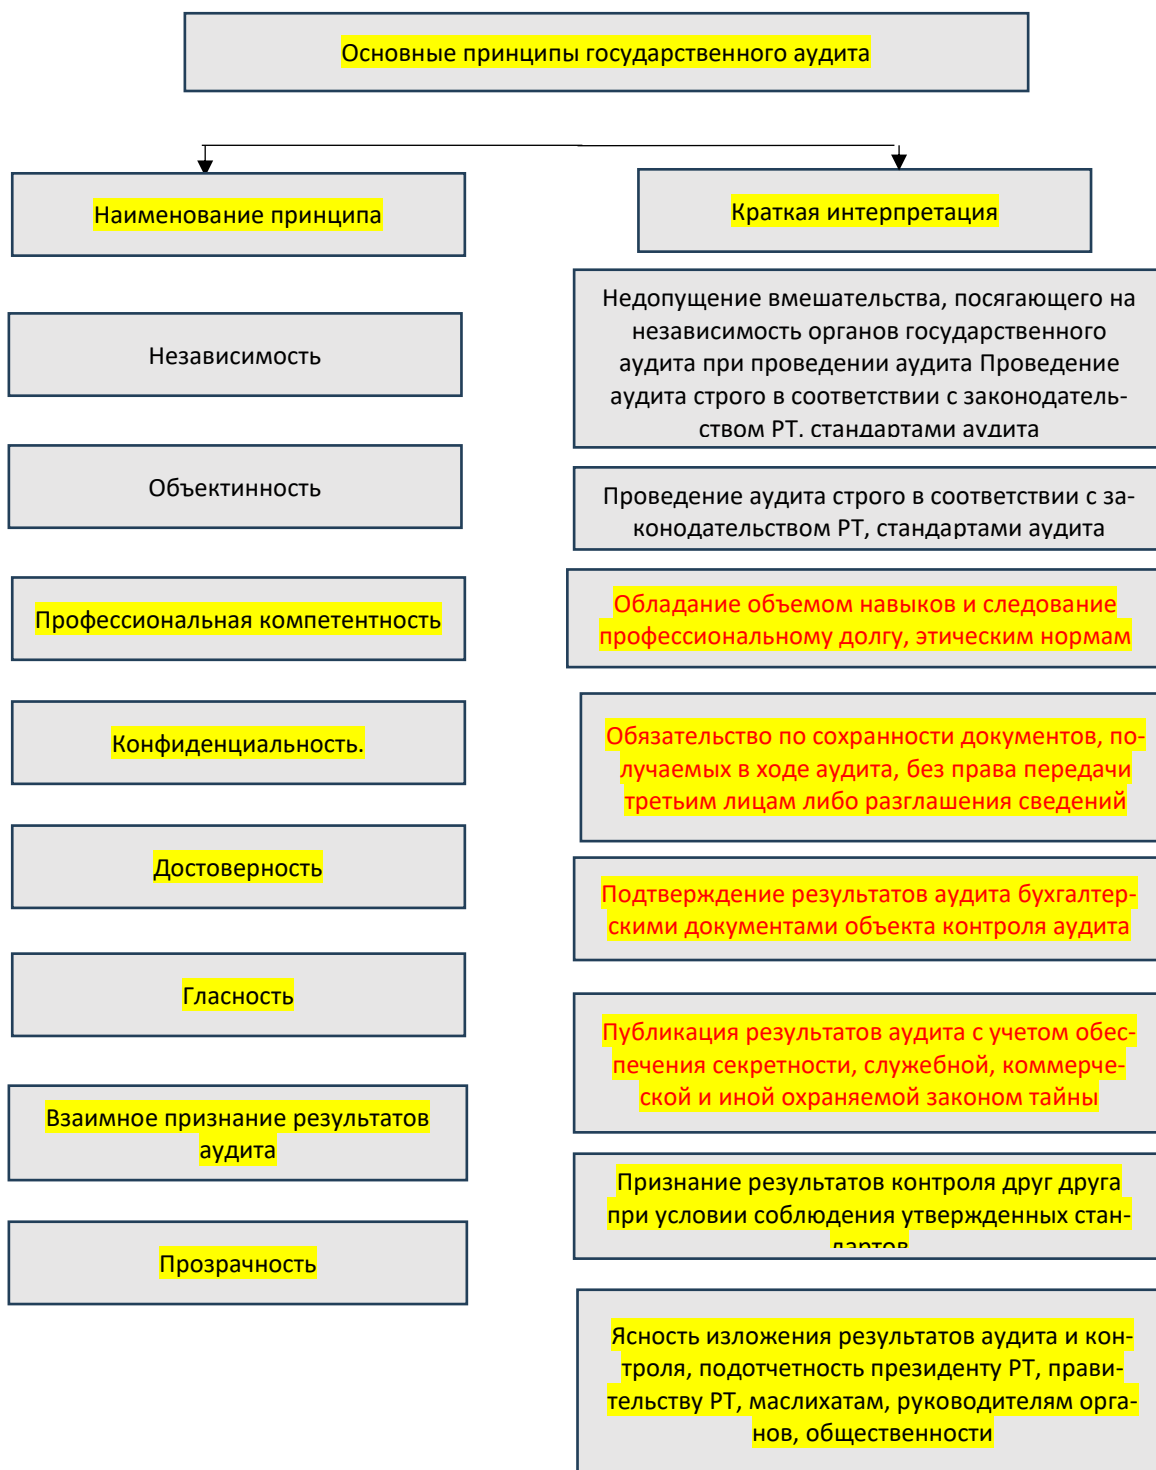 Основные принципы государственного аудита
Наименование принципа
Краткая интерпретация
Независимость
Недопущение вмешательства, посягающего на
независимость органов государственного
аудита при проведении аудита Проведение
аудита строго в соответствии с законодатель-
ством РТ, стандартами аудита
Объектинность
Проведение аудита строго в соответствии с за-
конодательством РТ, стандартами аудита
Профессиональная компетентность
Обладание объемом навыков и следование
профессиональному долгу, этическим нормам
Конфиденциальность.
Обязательство по сохранности документов, по-
лучаемых в ходе аудита, без права передачи
третьим лицам либо разглашения сведений
Достоверность
Подтверждение результатов аудита бухгалтер-
скими документами объекта контроля аудита
Гласность
Публикация результатов аудита с учетом обес-
печения секретности, служебной, коммерче-
ской и иной охраняемой законом тайны
Взаимное признание результатов
аудита
Признание результатов контроля друг друга
при условии соблюдения утвержденных стан-
дартов
Прозрачность
Ясность изложения результатов аудита и кон-
троля, подотчетность президенту РТ, прави-
тельству РТ, маслихатам, руководителям орга-
нов, общественности